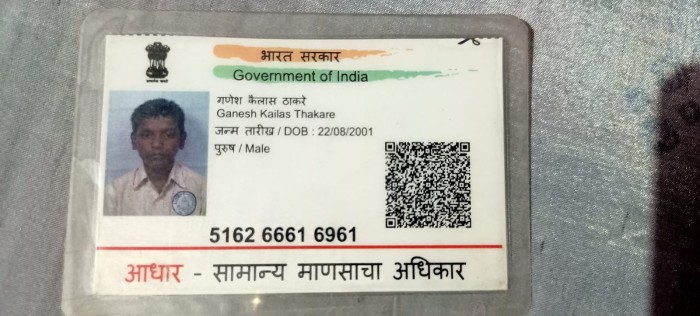 भारत सरकार
Government of India
गणेश कैलास ठाकरे
Ganesh Kailas Thakare
जन्म तारीख / DOB : 22/08/2001
पुरुष / Male
5162 6661 6961
आधार - सामान्य माणसाचा अधिकार